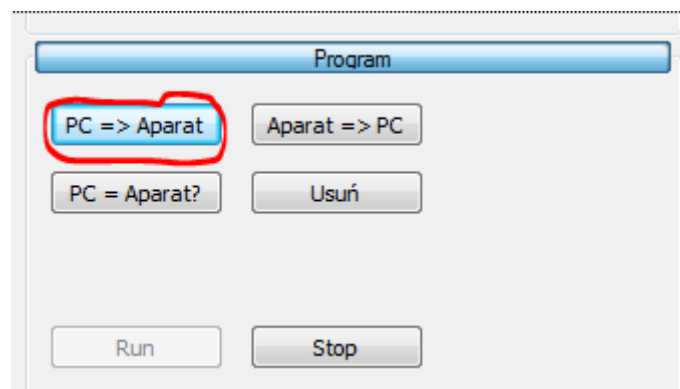 Program
PC => Aparat
Aparat => PC
PC = Aparat?
Usuń
Run
Stop